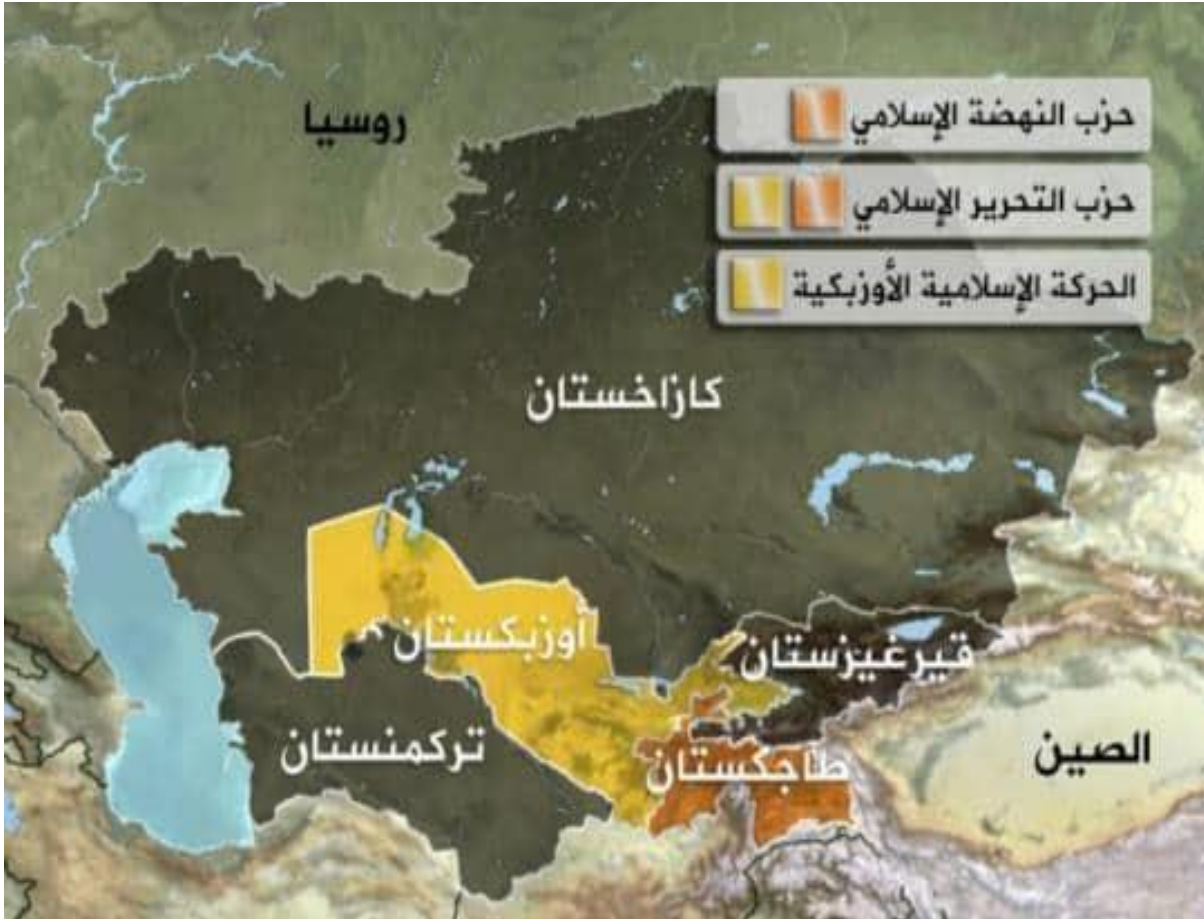 روسيا
حزب النهضة الإسلامي
حزب التحرير الإسلامي
الحركة الإسلامية الأوزبكية
كازاخستان
أوزبكستان
قيرغيزستان
تركمنستان
طاجكستان
الصين